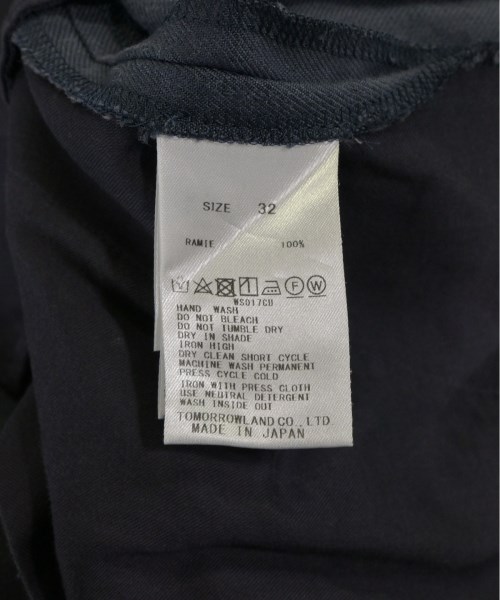 SIZE 32
RAMIE 100%
F W
WS017CD
HAND WASH
DO NOT BLEACH
DO NOT TUMBLE DRY
DRY IN SHADE
IRON HIGH
DRY CLEAN SHORT CYCLE
MACHINE WASH PERMANENT
PRESS CYCLE COLD
IRON WITH PRESS CLOTH
USE NEUTRAL DETERGENT
WASH INSIDE OUT
TOMORROWLAND CO., LTD.
MADE IN JAPAN